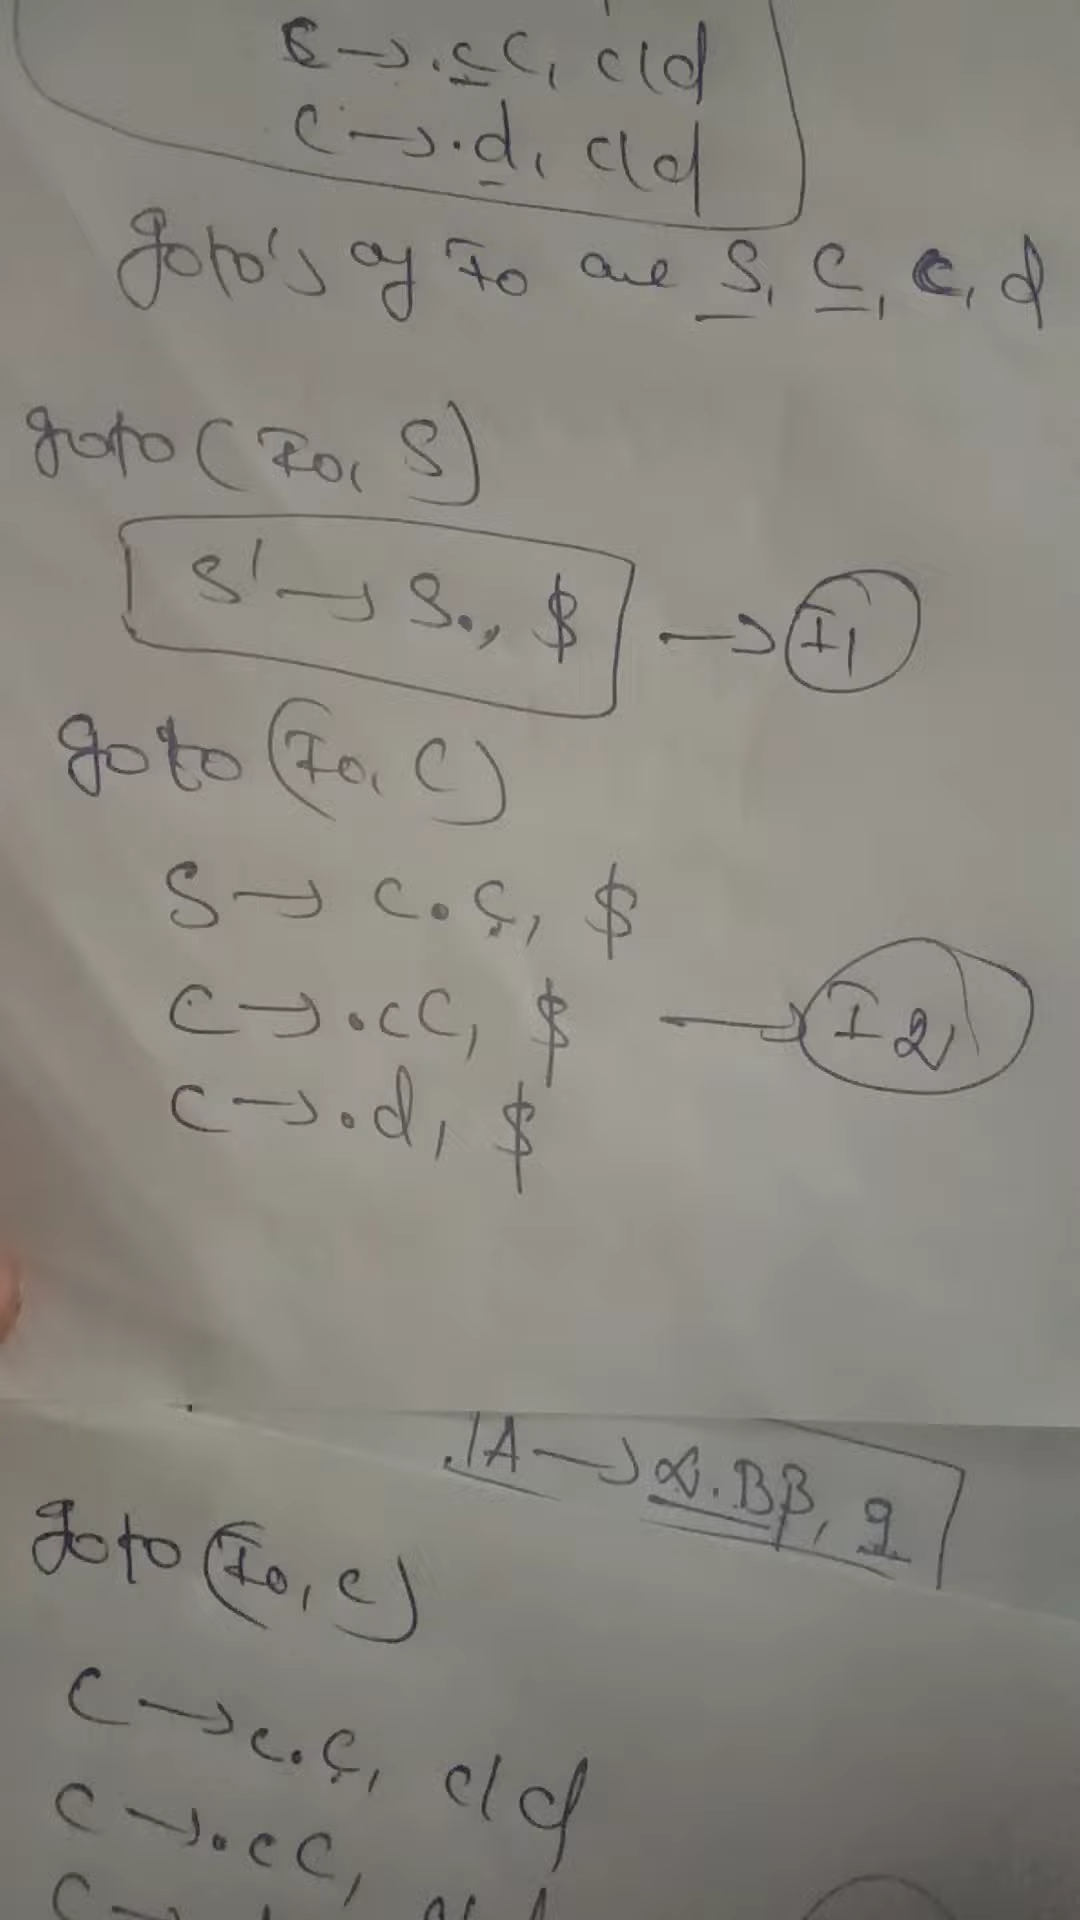 C → .cC, c/d
C → .d, c/d
goto's of I0 are S, C, c, d
goto (I0, S)
S' → S., $ → I1
goto (I0, C)
S → C.C, $
C → .cC, $ → I2
C → .d, $
.|A → α.Bβ, a
goto (I0, c)
C → c.C, c/d
C → .cC,
C →